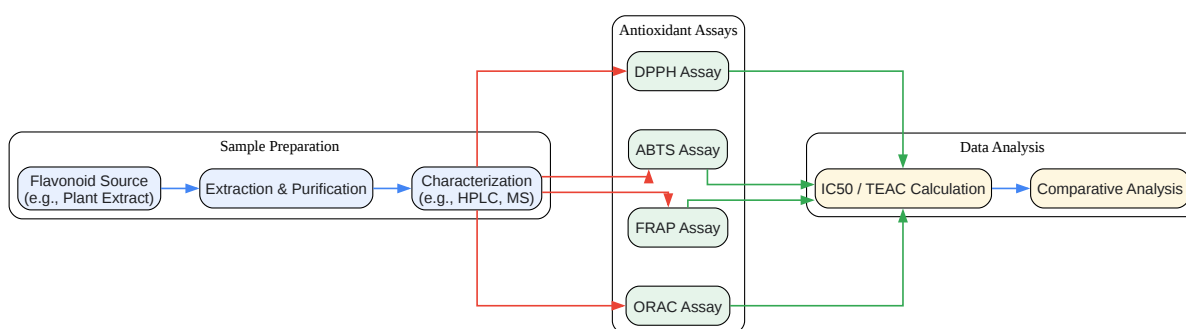 Sample Preparation
Flavonoid Source
(e.g., Plant Extract)
Extraction & Purification
Characterization
(e.g., HPLC, MS)
Antioxidant Assays
DPPH Assay
ABTS Assay
FRAP Assay
ORAC Assay
Data Analysis
IC50 / TEAC Calculation
Comparative Analysis